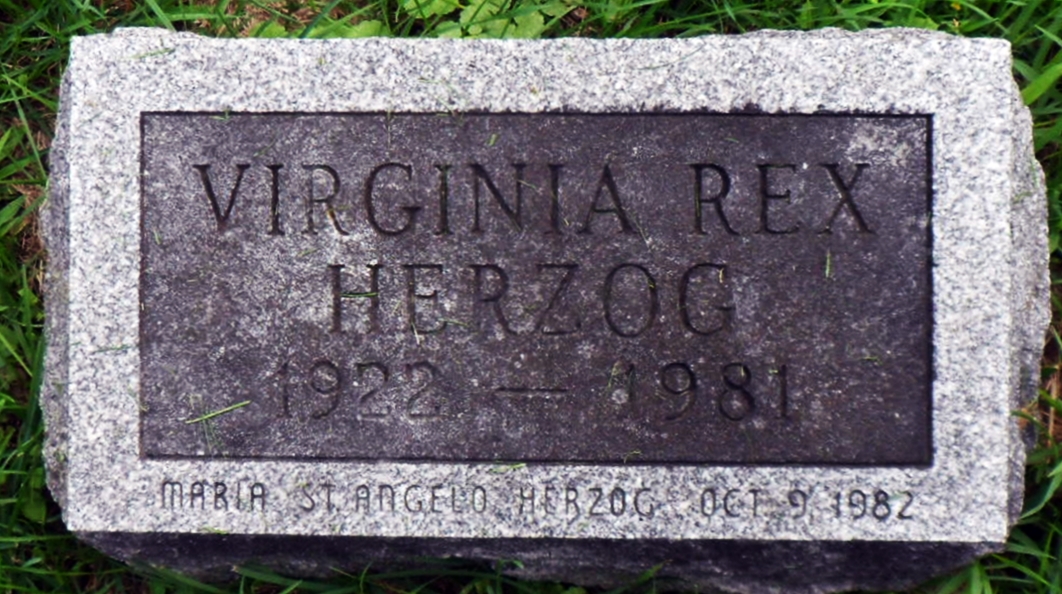 VIRGINIA REX
HERZOG
1922 — 1981
MARIA ST. ANGELO HERZOG OCT. 9, 1982